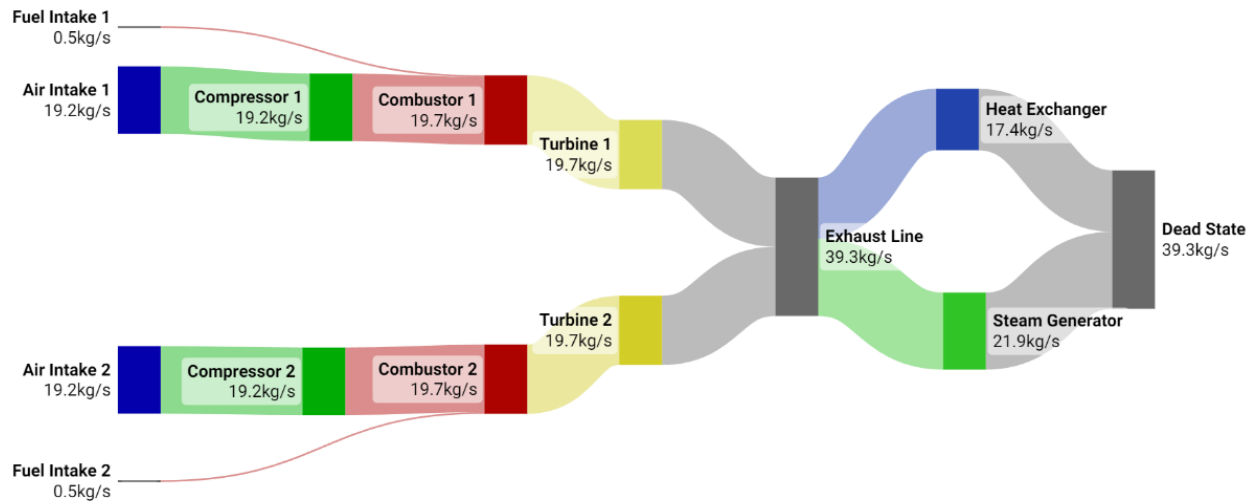 Fuel Intake 1
0.5kg/s
Air Intake 1
19.2kg/s
Compressor 1
19.2kg/s
Combustor 1
19.7kg/s
Turbine 1
19.7kg/s
Heat Exchanger
17.4kg/s
Exhaust Line
39.3kg/s
Dead State
39.3kg/s
Turbine 2
19.7kg/s
Steam Generator
21.9kg/s
Air Intake 2
19.2kg/s
Compressor 2
19.2kg/s
Combustor 2
19.7kg/s
Fuel Intake 2
0.5kg/s